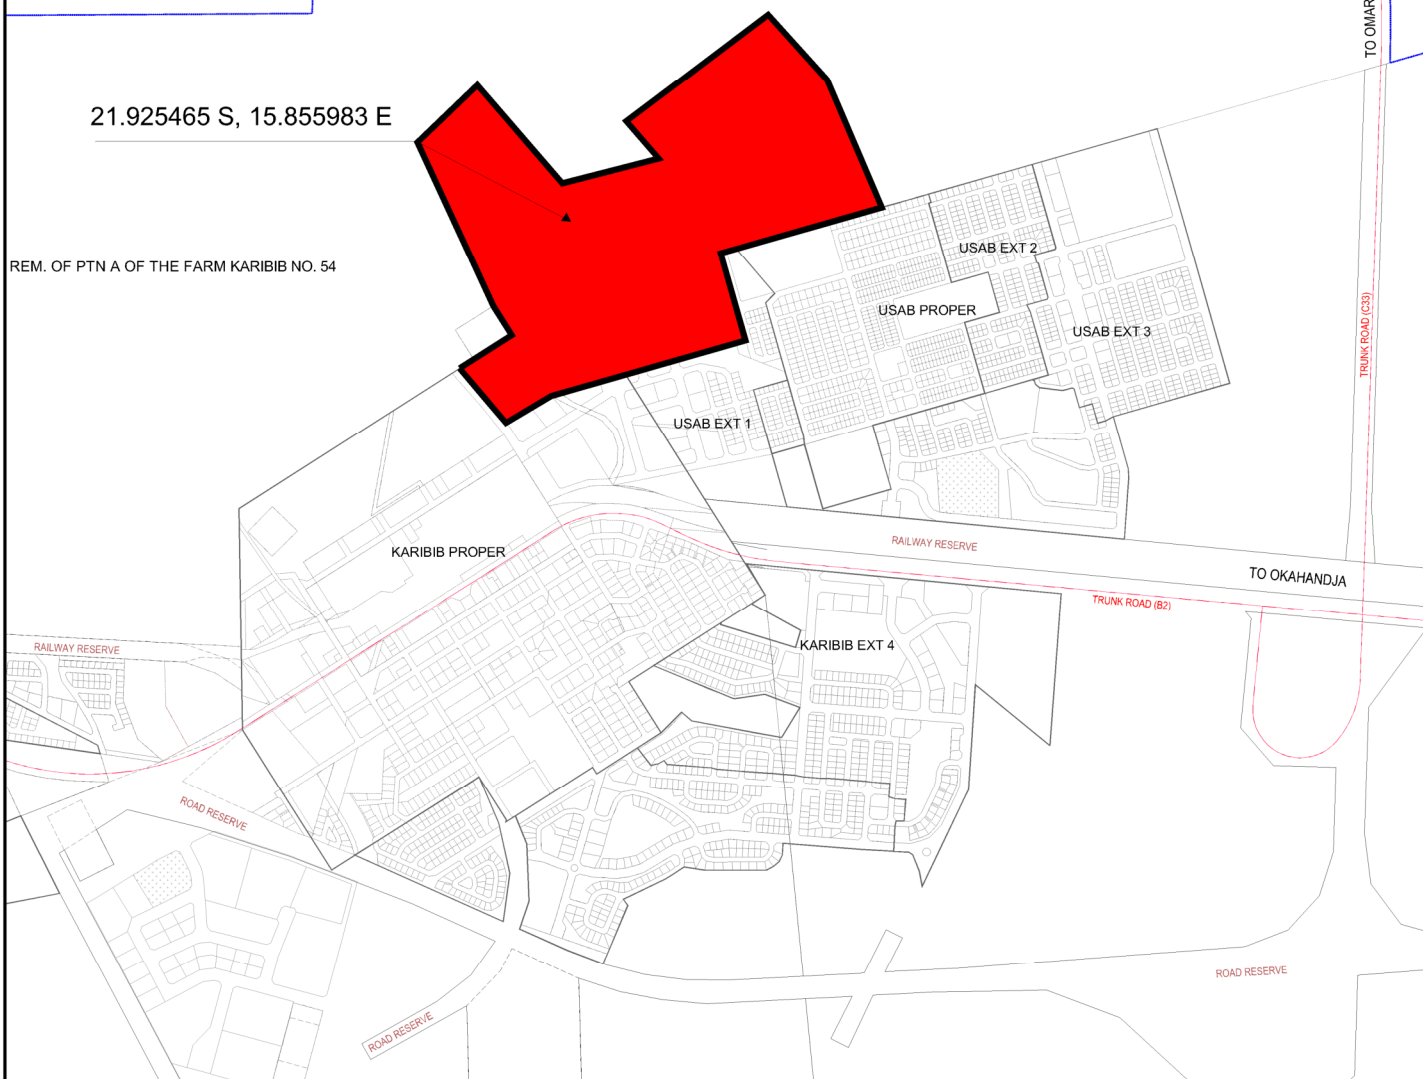 TO OMAR
21.925465 S, 15.855983 E
REM. OF PTN A OF THE FARM KARIBIB NO. 54
USAB EXT 2
USAB PROPER
USAB EXT 3
TRUNK ROAD (C33)
USAB EXT 1
RAILWAY RESERVE
KARIBIB PROPER
TO OKAHANDJA
TRUNK ROAD (B2)
RAILWAY RESERVE
KARIBIB EXT 4
ROAD RESERVE
ROAD RESERVE
ROAD RESERVE